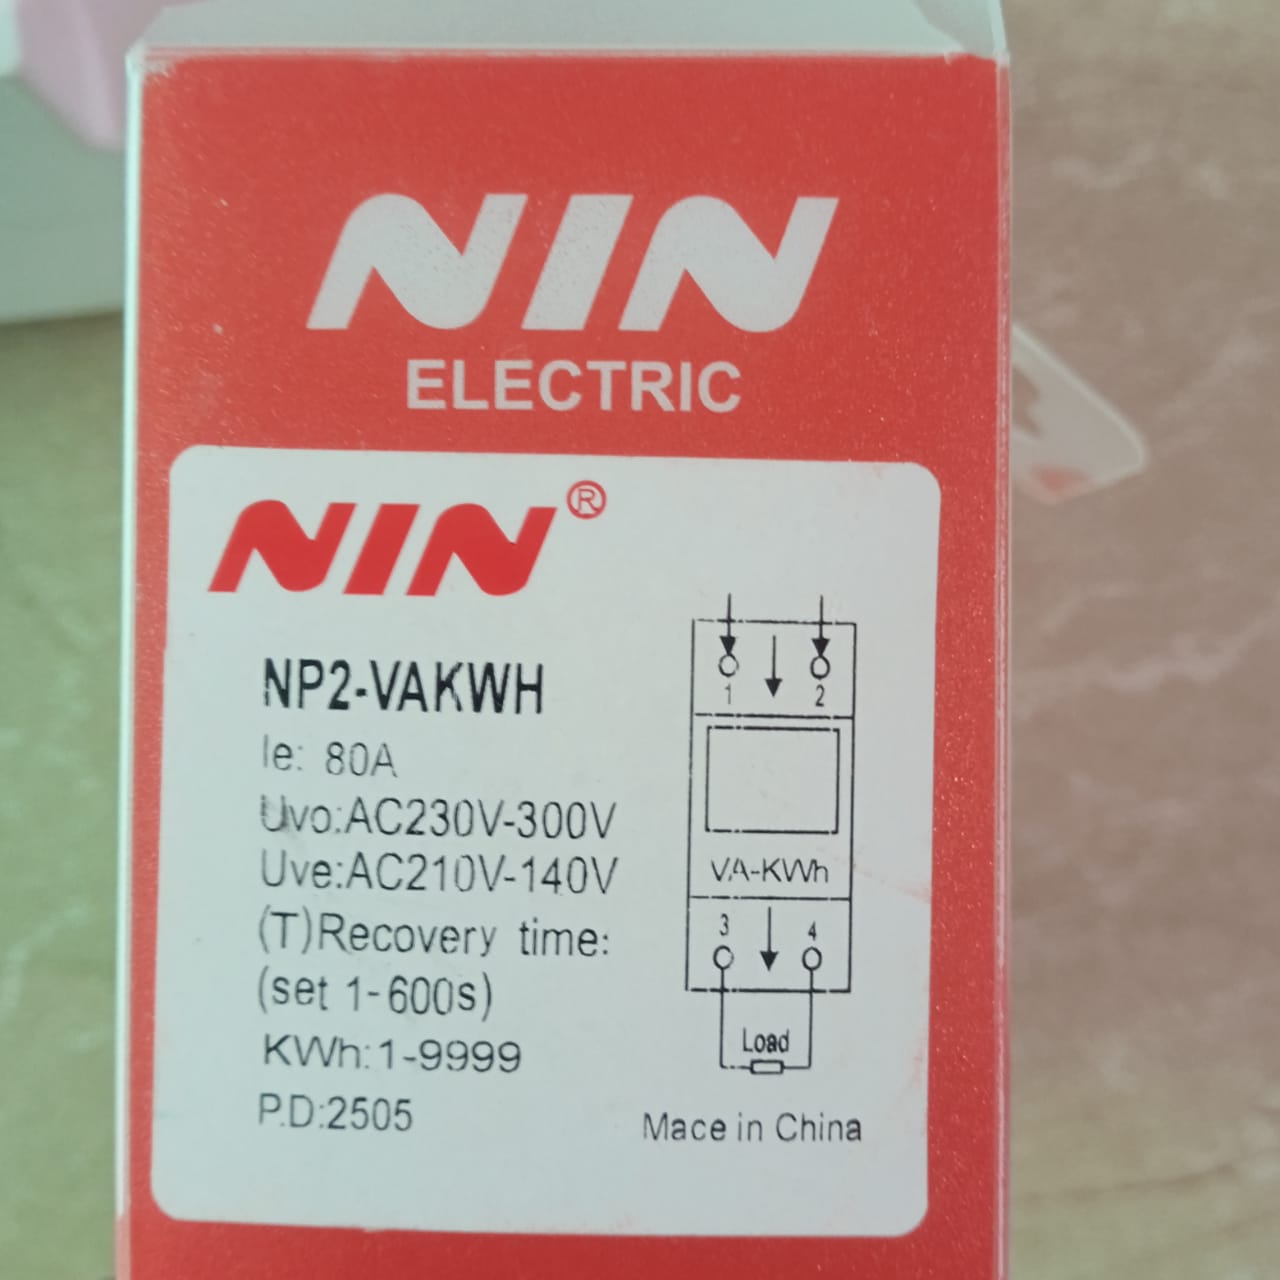 NIN
ELECTRIC
NIN®
NP2-VAKWH
Ie: 80A
Uvo:AC230V-300V
Uve:AC210V-140V
(T)Recovery time:
(set 1-600s)
KWh:1-9999
P.D:2505
1 2
VA-KWh
3 4
Load
Mace in China